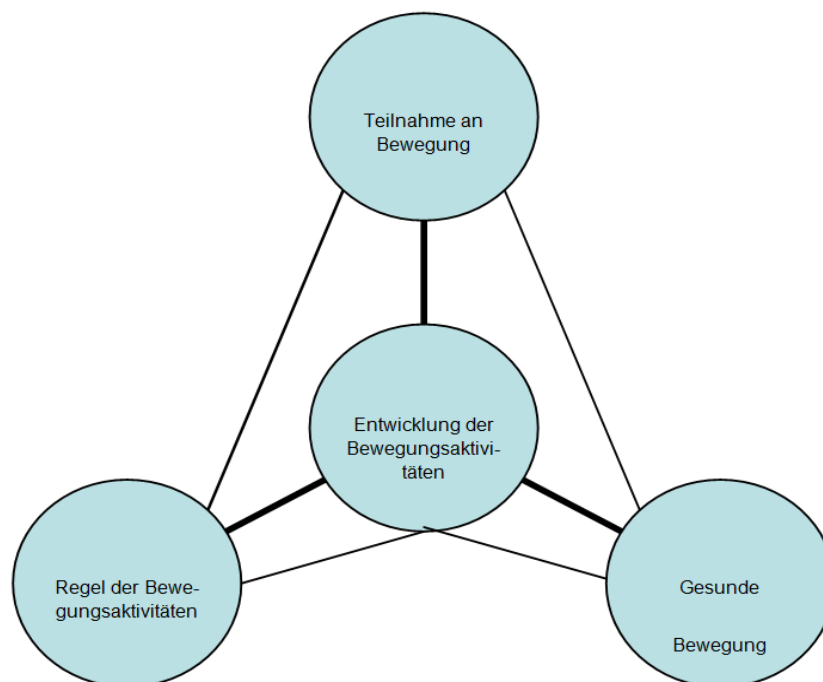 Teilnahme an
Bewegung
Entwicklung der
Bewegungsaktivi-
täten
Regel der Bewe-
gungsaktivitäten
Gesunde
Bewegung